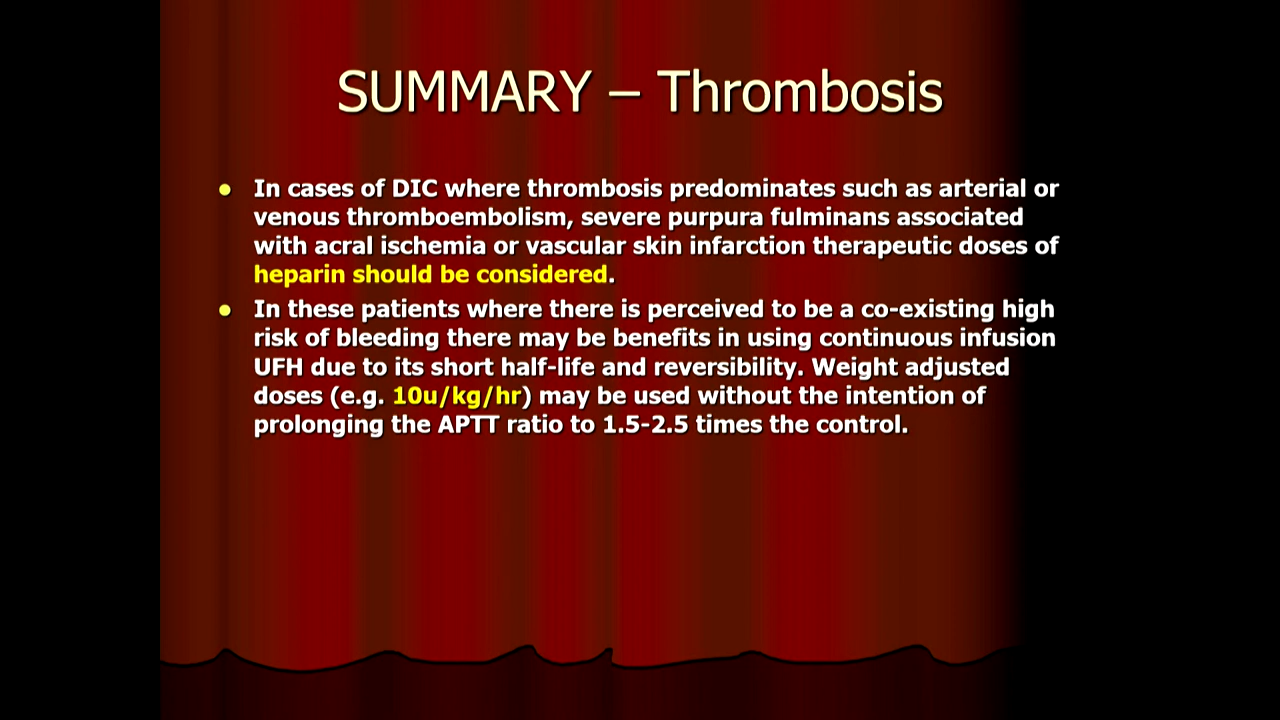 SUMMARY – Thrombosis
In cases of DIC where thrombosis predominates such as arterial or
venous thromboembolism, severe purpura fulminans associated
with acral ischemia or vascular skin infarction therapeutic doses of
heparin should be considered.
In these patients where there is perceived to be a co-existing high
risk of bleeding there may be benefits in using continuous infusion
UFH due to its short half-life and reversibility. Weight adjusted
doses (e.g. 10u/kg/hr) may be used without the intention of
prolonging the APTT ratio to 1.5-2.5 times the control.